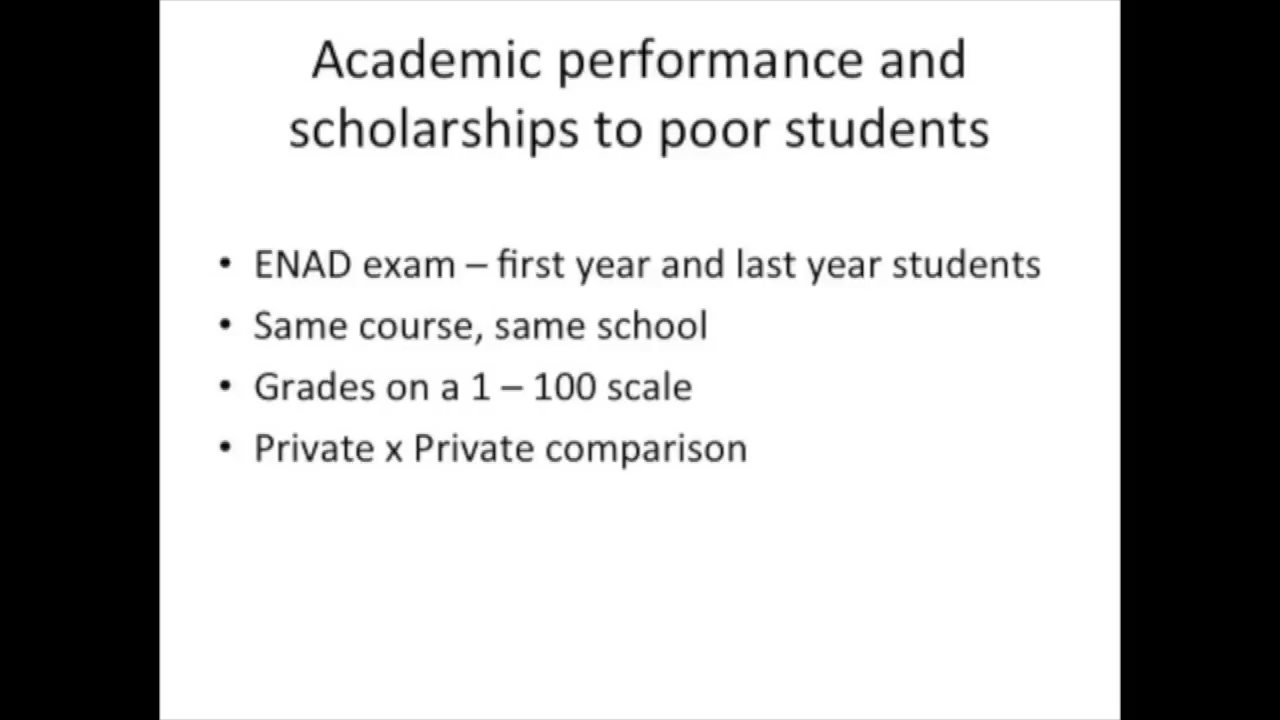 Academic performance and
scholarships to poor students
• ENAD exam – first year and last year students
• Same course, same school
• Grades on a 1 – 100 scale
• Private x Private comparison